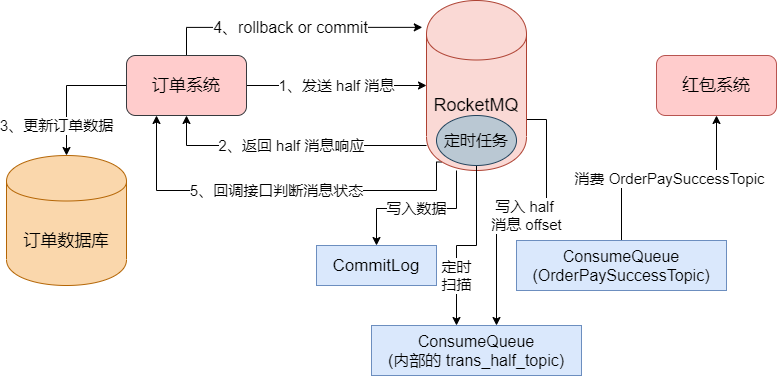 4、rollback or commit
订单系统
1、发送 half 消息
RocketMQ
定时任务
红包系统
3、更新订单数据
2、返回 half 消息响应
5、回调接口判断消息状态
订单数据库
写入数据
写入 half
消息 offset
消费 OrderPaySuccessTopic
CommitLog
定时
扫描
ConsumeQueue
(OrderPaySuccessTopic)
ConsumeQueue
(内部的 trans_half_topic)